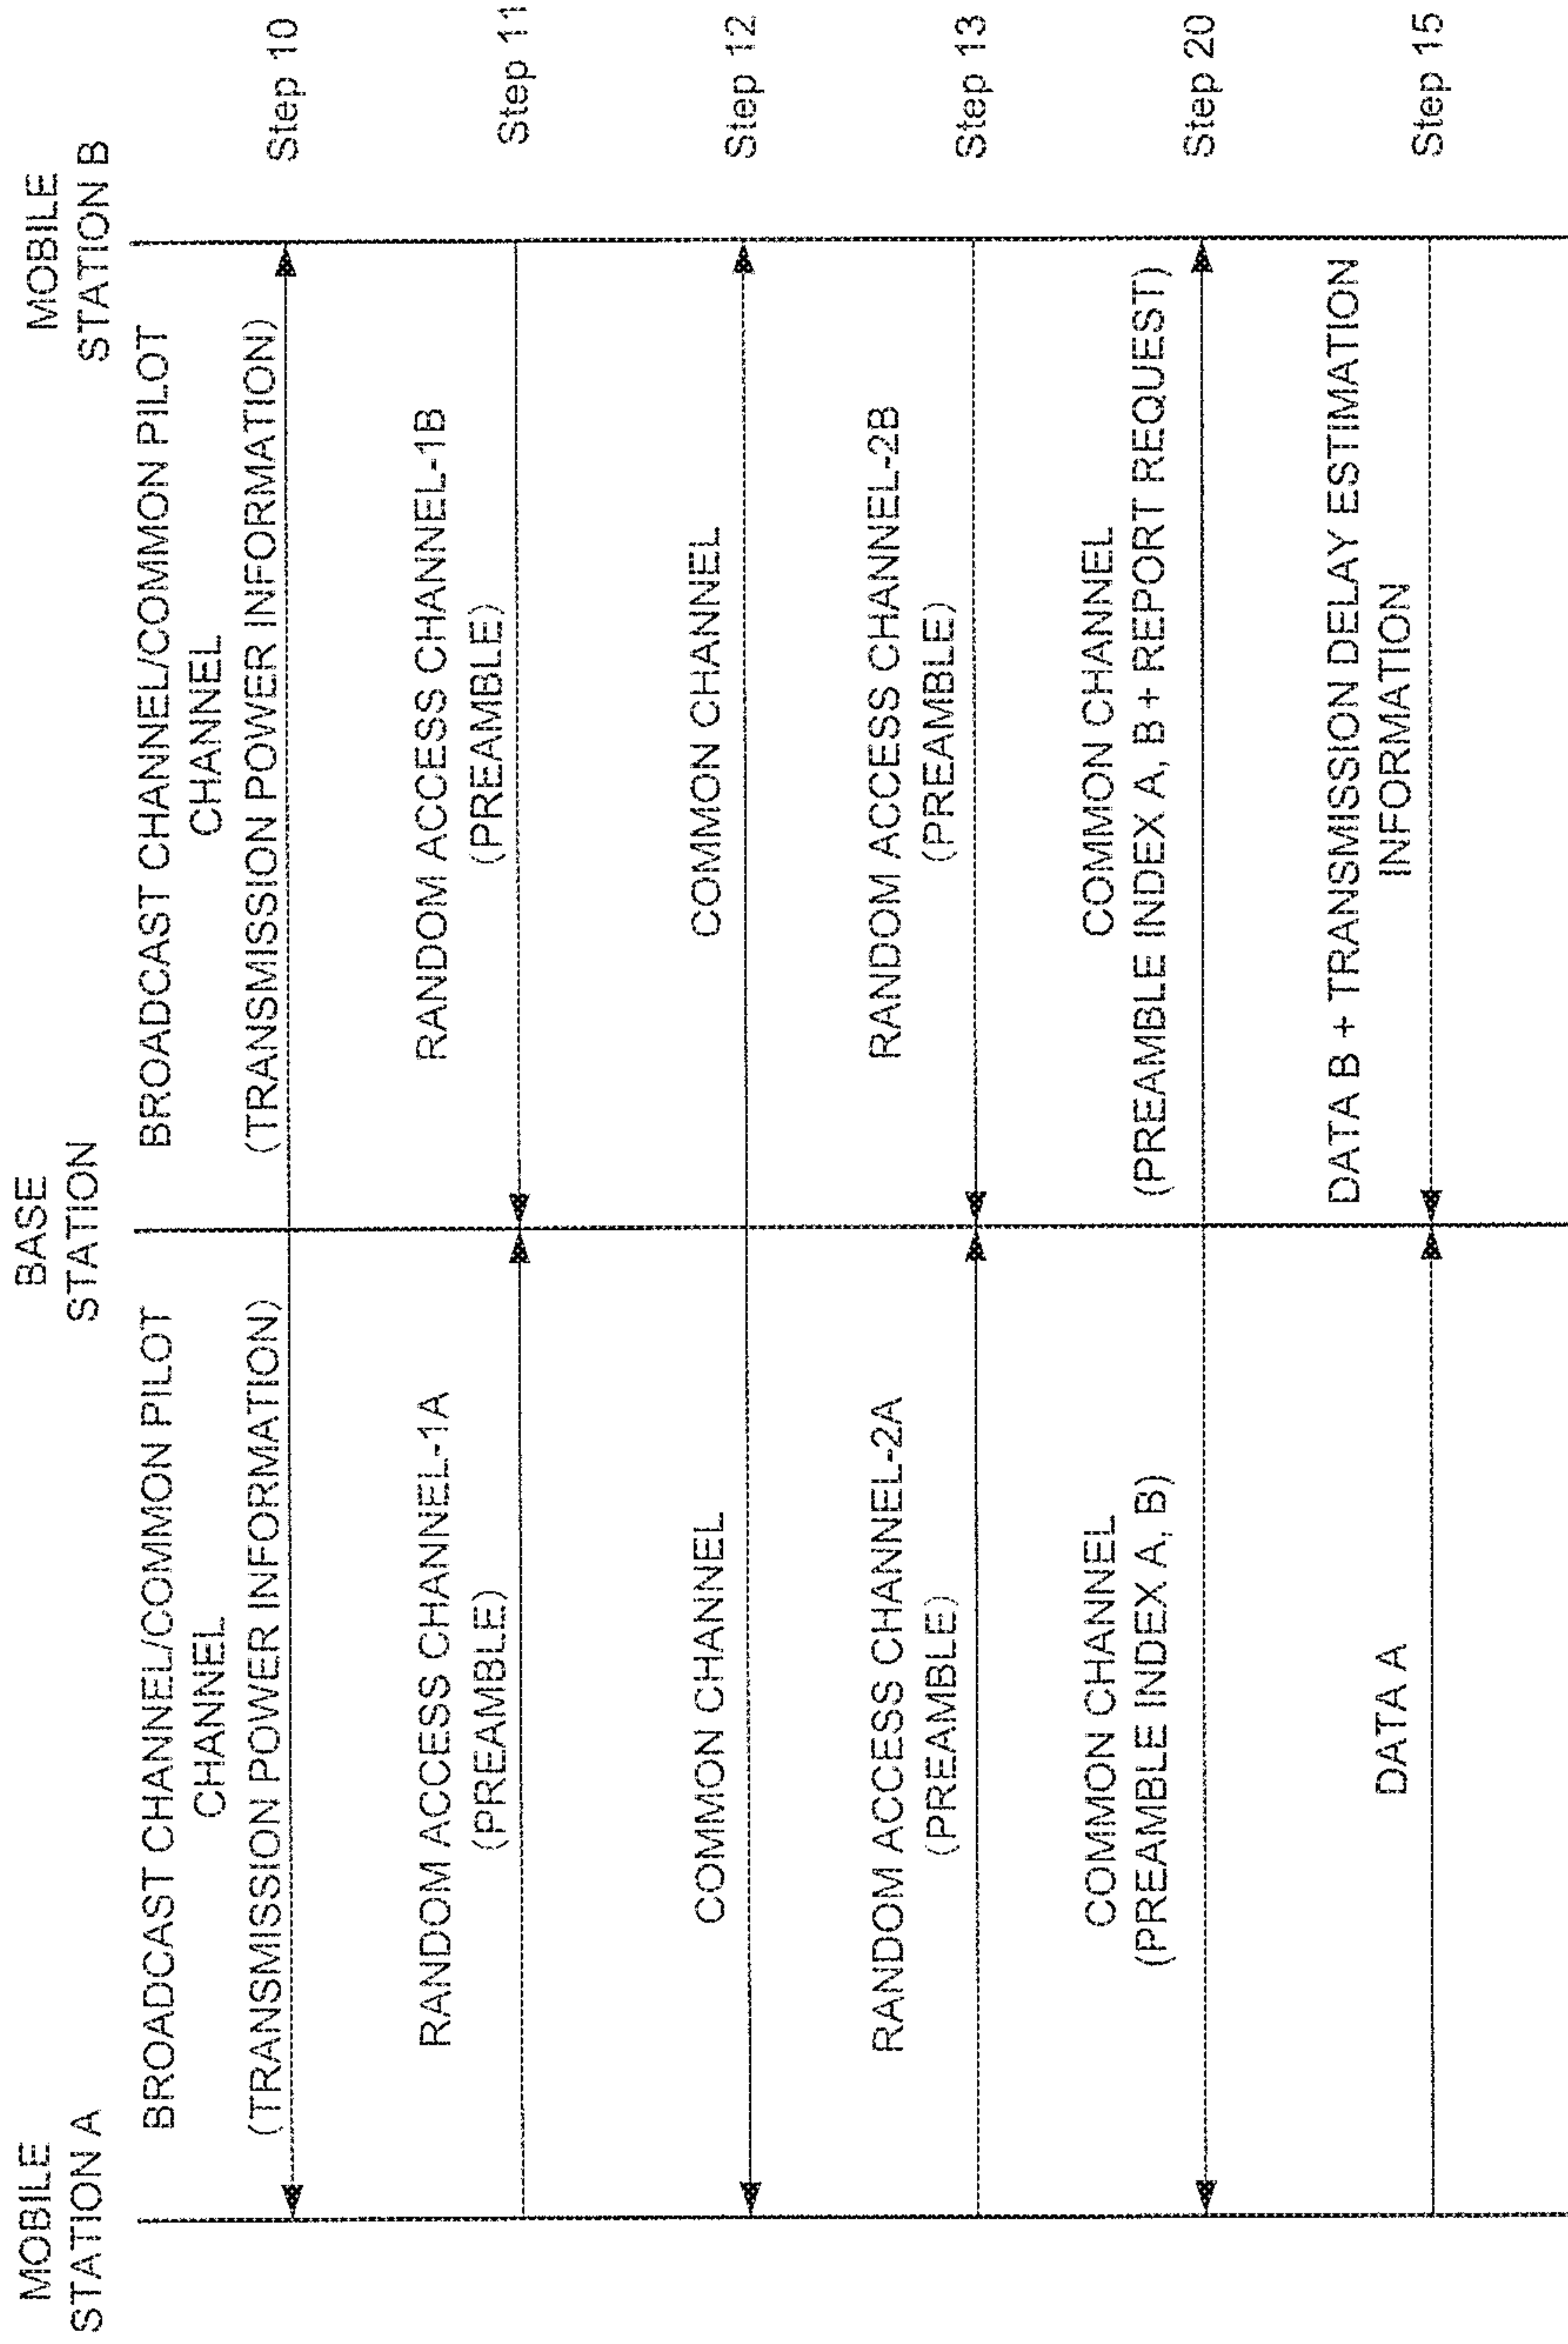 MOBILE
STATION A
BASE
STATION
MOBILE
STATION B
BROADCAST CHANNEL/COMMON PILOT
CHANNEL
(TRANSMISSION POWER INFORMATION)
BROADCAST CHANNEL/COMMON PILOT
CHANNEL
(TRANSMISSION POWER INFORMATION)
Step 10
RANDOM ACCESS CHANNEL-1A
(PREAMBLE)
RANDOM ACCESS CHANNEL-1B
(PREAMBLE)
Step 11
COMMON CHANNEL
COMMON CHANNEL
Step 12
RANDOM ACCESS CHANNEL-2A
(PREAMBLE)
RANDOM ACCESS CHANNEL-2B
(PREAMBLE)
Step 13
COMMON CHANNEL
(PREAMBLE INDEX A, B)
COMMON CHANNEL
(PREAMBLE INDEX A, B + REPORT REQUEST)
Step 20
DATA A
DATA B + TRANSMISSION DELAY ESTIMATION
INFORMATION
Step 15